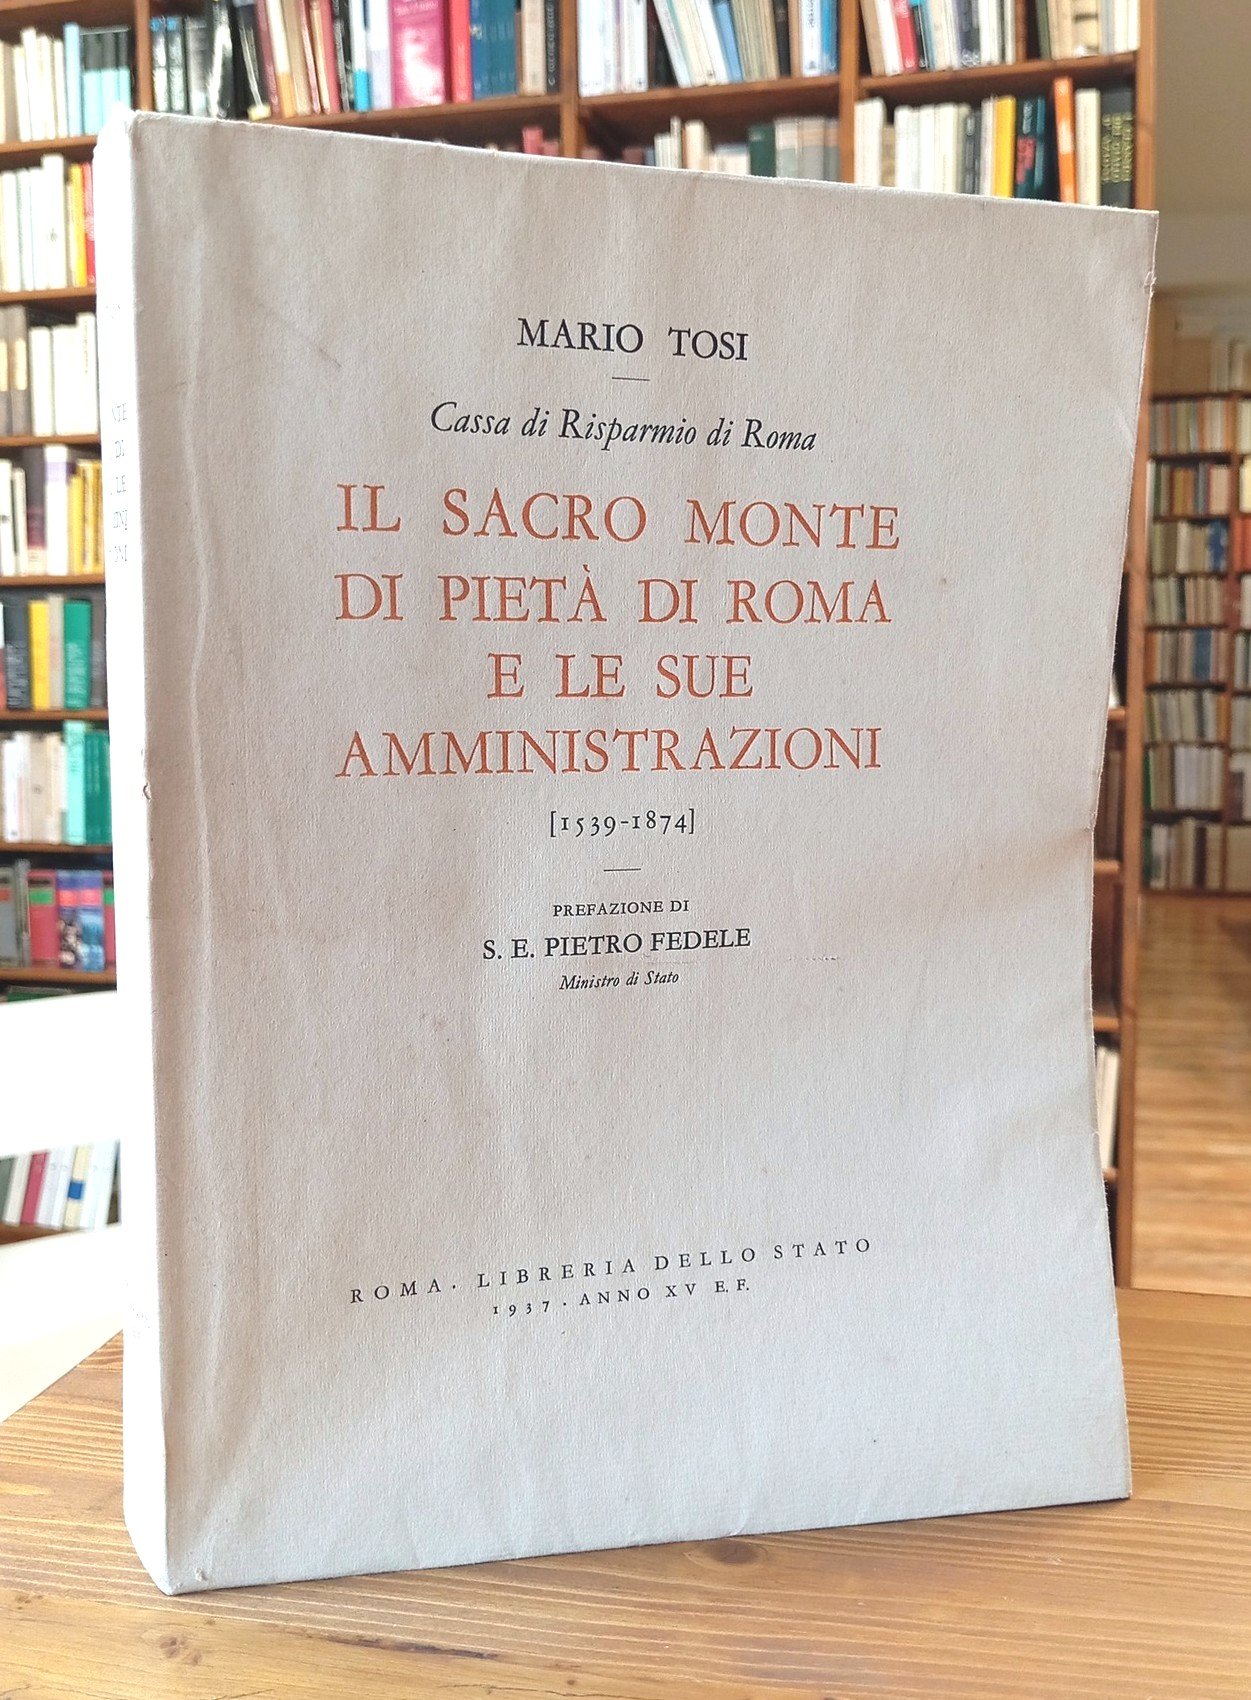 MARIO TOSI
Cassa di Risparmio di Roma
IL SACRO MONTE
DI PIETÀ DI ROMA
E LE SUE
AMMINISTRAZIONI
[1539-1874]
PREFAZIONE DI
S. E. PIETRO FEDELE
Ministro di Stato
ROMA. LIBRERIA DELLO STATO
1937. ANNO XV E. F.